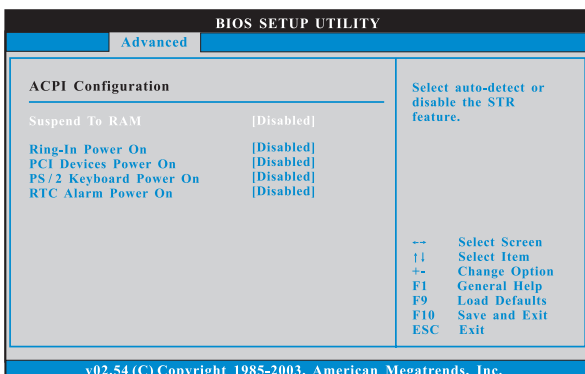 BIOS SETUP UTILITY
Advanced
ACPI Configuration
Suspend To RAM [Disabled]
Ring-In Power On [Disabled]
PCI Devices Power On [Disabled]
PS/2 Keyboard Power On [Disabled]
RTC Alarm Power On [Disabled]
Select auto-detect or
disable the STR
feature.
←→ Select Screen
↑↓ Select Item
+- Change Option
F1 General Help
F9 Load Defaults
F10 Save and Exit
ESC Exit
v02.54 (C) Copyright 1985-2003, American Megatrends, Inc.